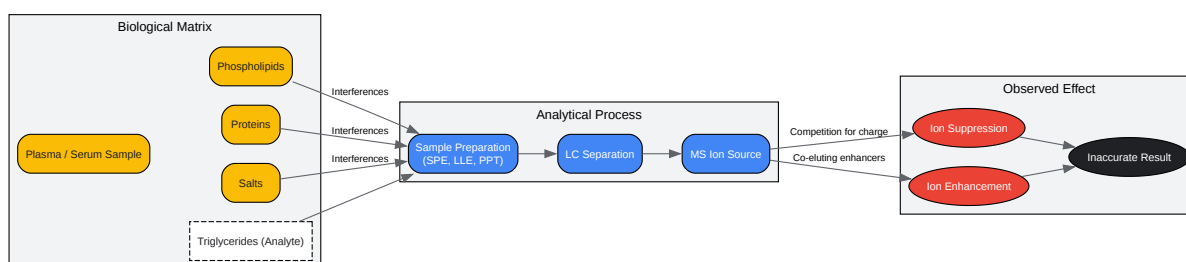 Biological Matrix
Phospholipids
Proteins
Plasma / Serum Sample
Salts
Triglycerides (Analyte)
Interferences
Interferences
Interferences
Analytical Process
Sample Preparation
(SPE, LLE, PPT)
LC Separation
MS Ion Source
Competition for charge
Co-eluting enhancers
Observed Effect
Ion Suppression
Ion Enhancement
Inaccurate Result